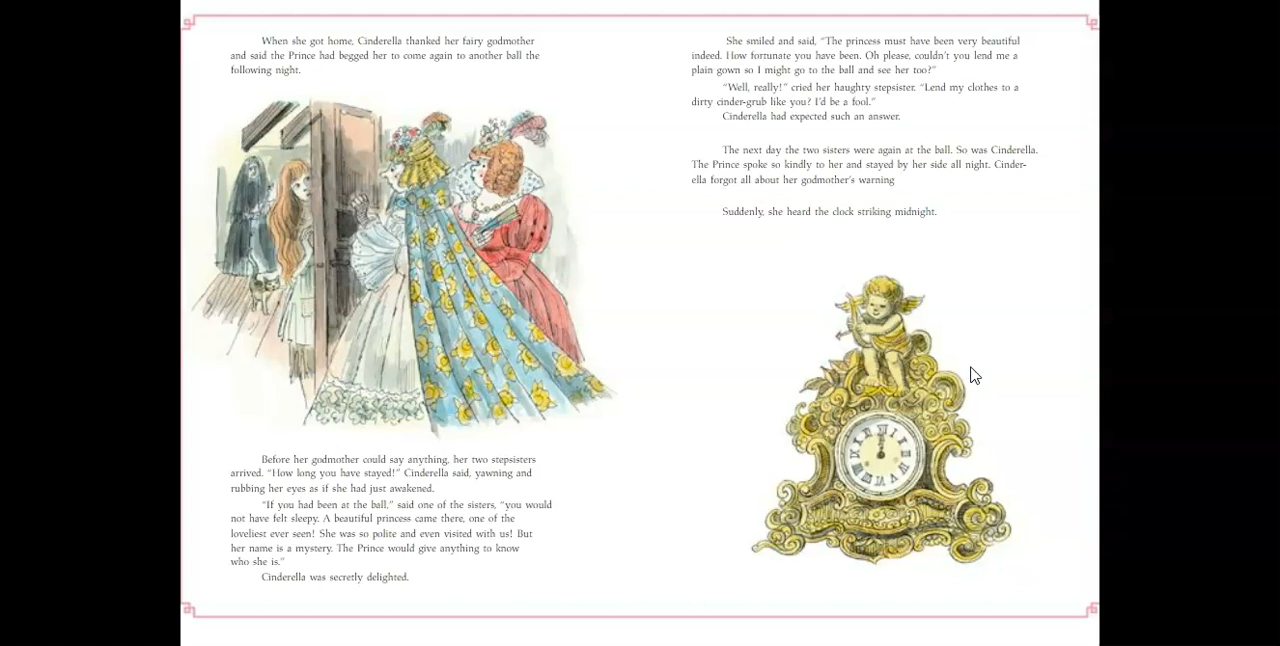 When she got home, Cinderella thanked her fairy godmother
and said the Prince had begged her to come again to another ball the
following night.
Before her godmother could say anything, her two stepsisters
arrived. “How long you have stayed!” Cinderella said, yawning and
rubbing her eyes as if she had just awakened.
“If you had been at the ball,” said one of the sisters, “you would
not have felt sleepy. A beautiful princess came there, one of the
loveliest ever seen! She was so polite and even visited with us! But
her name is a mystery. The Prince would give anything to know
who she is.”
Cinderella was secretly delighted.
She smiled and said, “The princess must have been very beautiful
indeed. How fortunate you have been. Oh please, couldn’t you lend me a
plain gown so I might go to the ball and see her too?”
“Well, really!” cried her haughty stepsister. “Lend my clothes to a
dirty cinder-grub like you? I’d be a fool.”
Cinderella had expected such an answer.
The next day the two sisters were again at the ball. So was Cinderella.
The Prince spoke so kindly to her and stayed by her side all night. Cinder-
ella forgot all about her godmother’s warning
Suddenly, she heard the clock striking midnight.